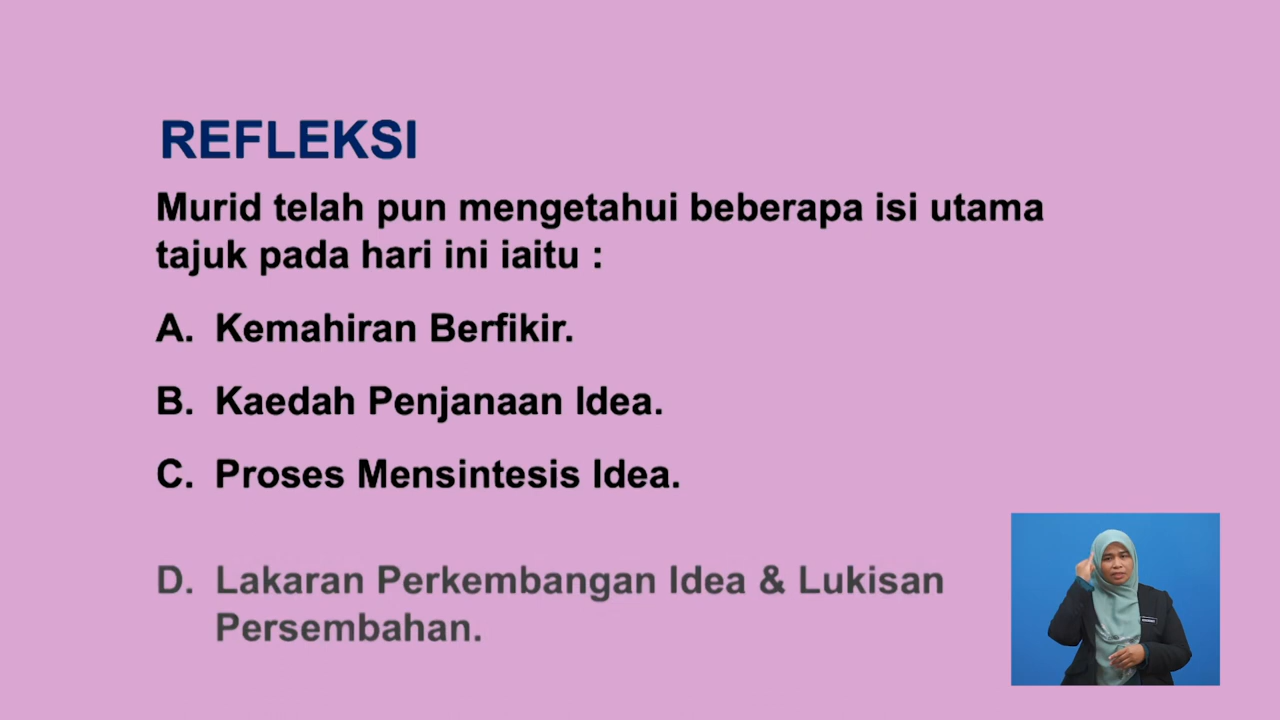 REFLEKSI
Murid telah pun mengetahui beberapa isi utama
tajuk pada hari ini iaitu :
A. Kemahiran Berfikir.
B. Kaedah Penjanaan Idea.
C. Proses Mensintesis Idea.
D. Lakaran Perkembangan Idea & Lukisan
Persembahan.